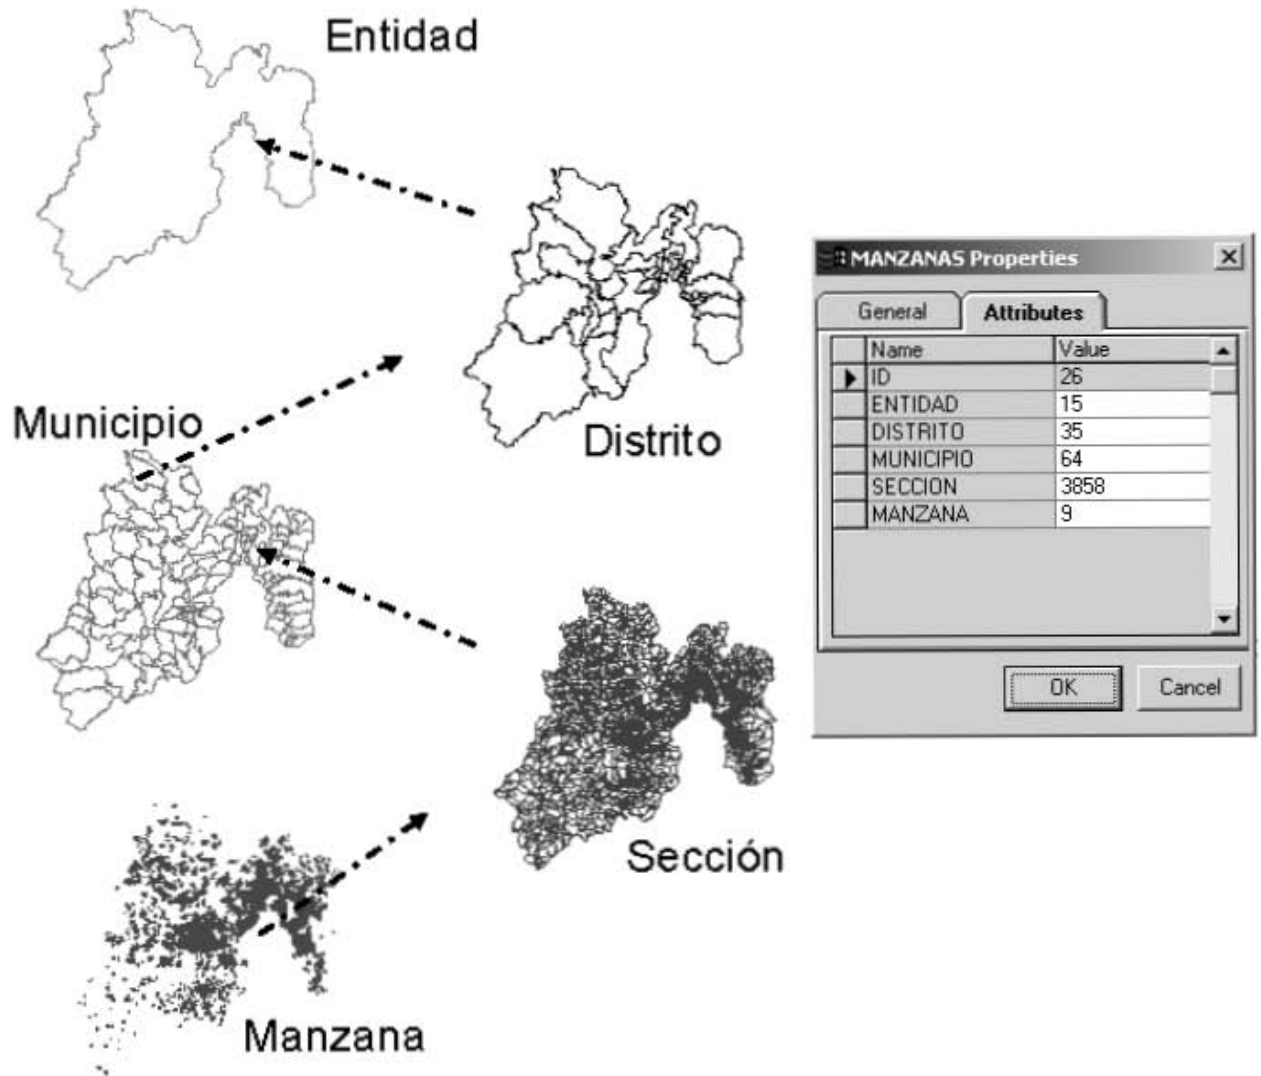 Entidad
Distrito
Municipio
Sección
Manzana
MANZANAS Properties
General Attributes
Name Value
ID 26
ENTIDAD 15
DISTRITO 35
MUNICIPIO 64
SECCION 3858
MANZANA 9
OK Cancel